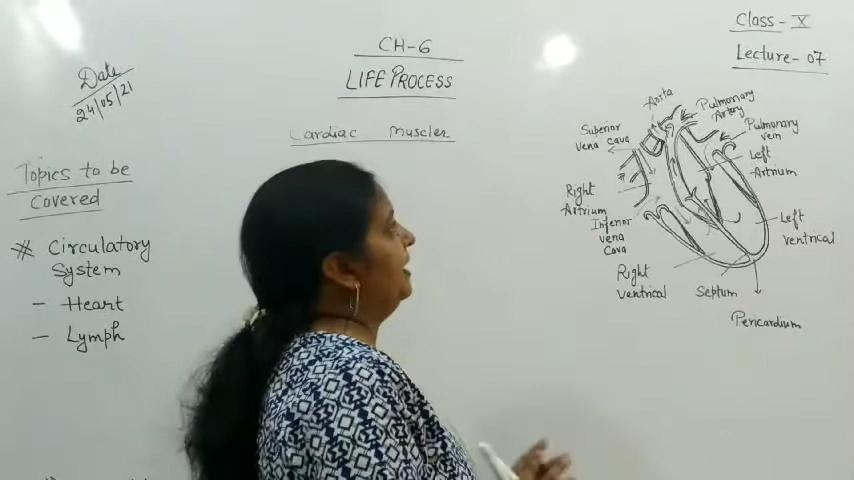 Date
24/05/21
CH-6
LIFE PROCESS
Cardiac Muscles
Class - X
Lecture - 07
Topics to be
Covered
* Circulatory
System
- Heart
- Lymph
Aorta
Pulmonary
Artery
Pulmonary
vein
Superior
vena cava
Left
Artrium
Right
Artrium
Inferior
vena
Cava
Left
ventrical
Right
ventrical
Septum
Pericardium